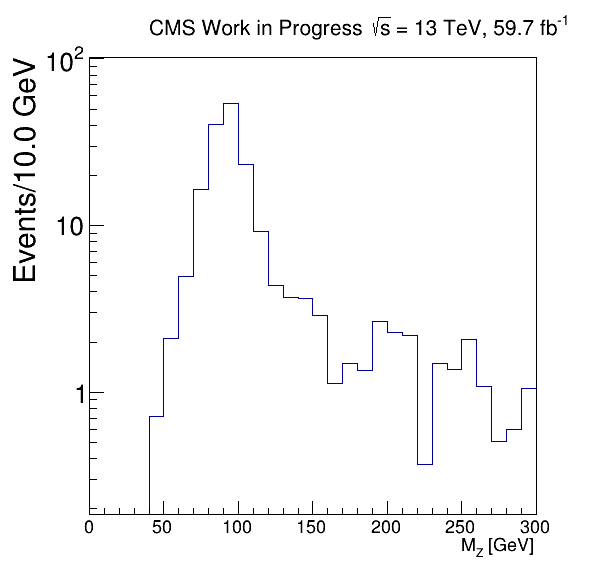 CMS Work in Progress √s = 13 TeV, 59.7 fb⁻¹
Events/10.0 GeV
10²
10
1
0 50 100 150 200 250 300
M_Z [GeV]